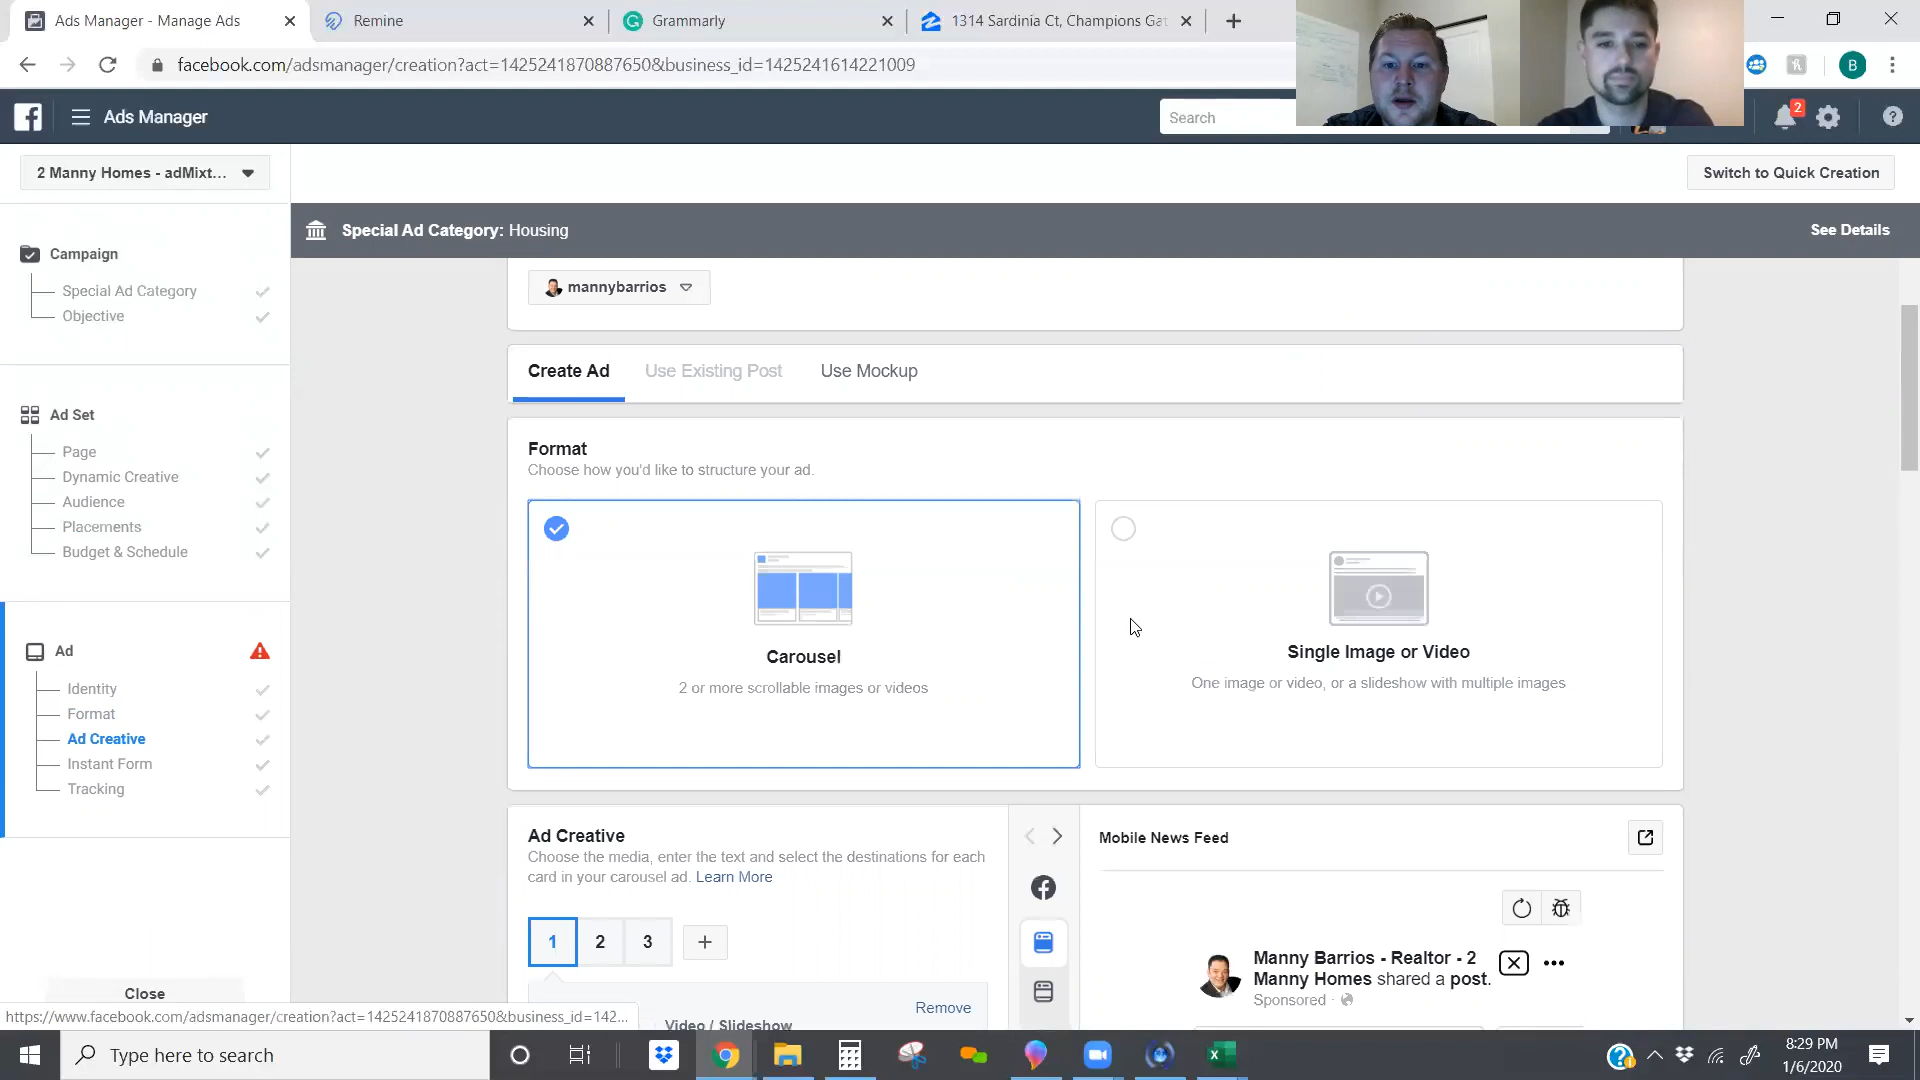 Ads Manager - Manage Ads
Remine
Grammarly
1314 Sardinia Ct, Champions Gat
facebook.com/adsmanager/creation?act=1425241870887650&business_id=1425241614221009
B
Ads Manager
Search
2
2 Manny Homes - adMixt...
Switch to Quick Creation
Special Ad Category: Housing
See Details
Campaign
Special Ad Category
Objective
Ad Set
Page
Dynamic Creative
Audience
Placements
Budget & Schedule
Ad
Identity
Format
Ad Creative
Instant Form
Tracking
Close
mannybarrios
Create Ad
Use Existing Post
Use Mockup
Format
Choose how you'd like to structure your ad.
Carousel
2 or more scrollable images or videos
Single Image or Video
One image or video, or a slideshow with multiple images
Ad Creative
Choose the media, enter the text and select the destinations for each
card in your carousel ad. Learn More
1
2
3
+
Remove
Video / Slideshow
Mobile News Feed
Manny Barrios - Realtor - 2
Manny Homes shared a post.
Sponsored ·
https://www.facebook.com/adsmanager/creation?act=1425241870887650&business_id=142...
Type here to search
8:29 PM
1/6/2020